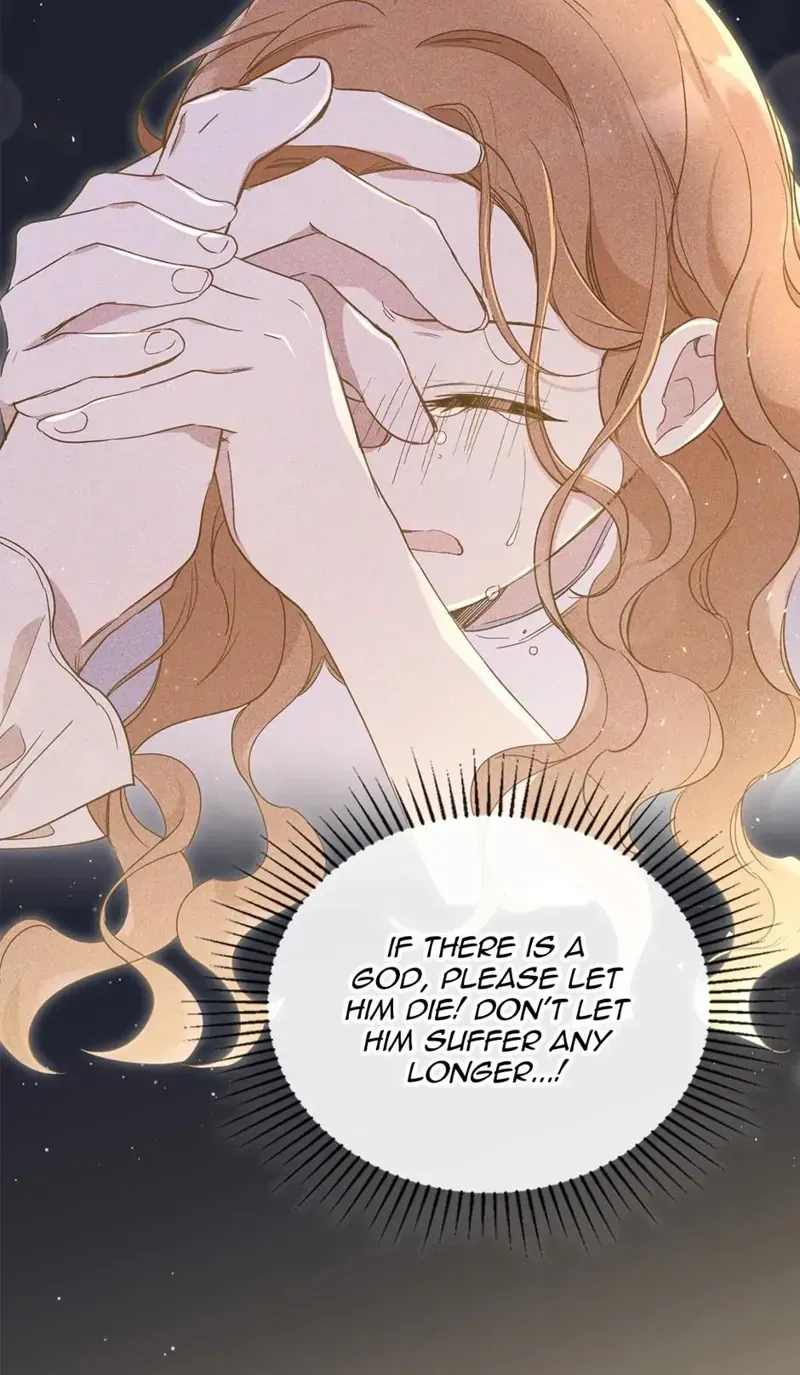 IF THERE IS A
GOD, PLEASE LET
HIM DIE! DON'T LET
HIM SUFFER ANY
LONGER...!